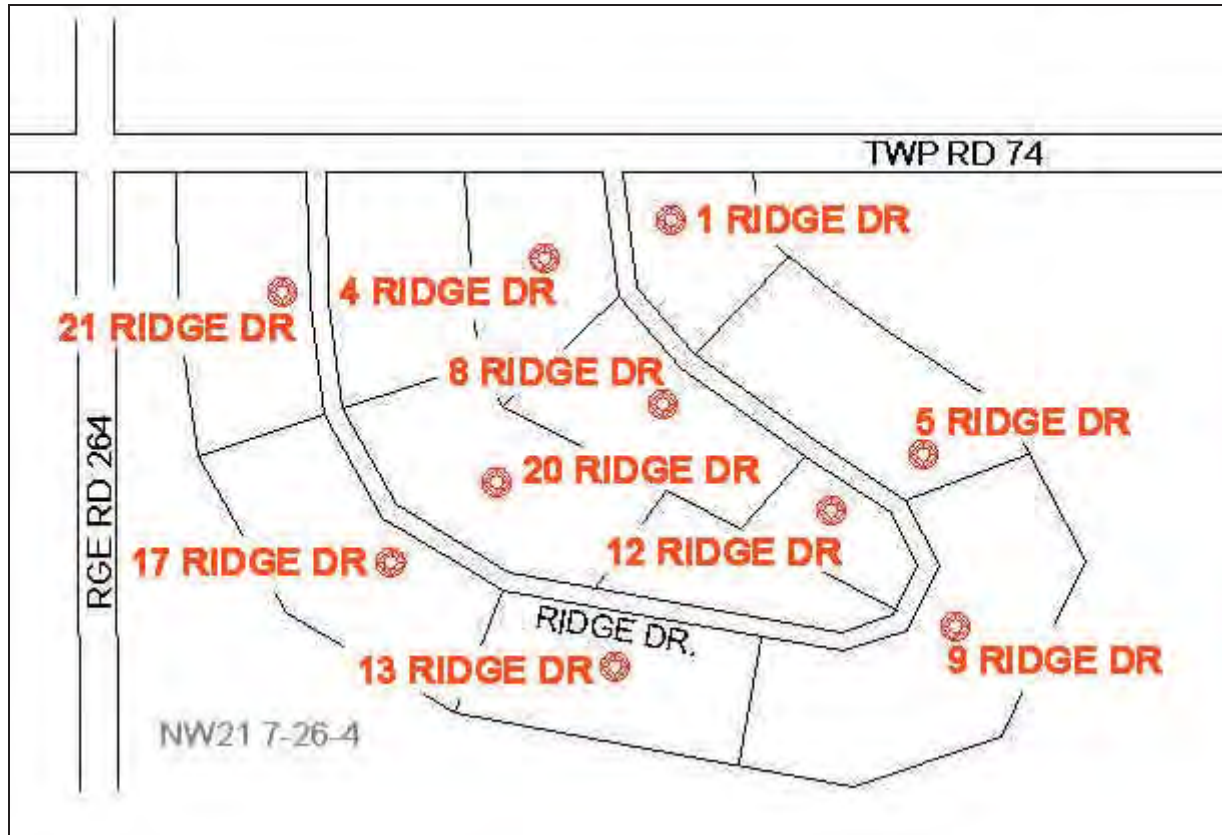 TWP RD 74
1 RIDGE DR
4 RIDGE DR
21 RIDGE DR
8 RIDGE DR
5 RIDGE DR
20 RIDGE DR
RGE RD 264
12 RIDGE DR
17 RIDGE DR
RIDGE DR.
9 RIDGE DR
13 RIDGE DR
NW21 7-26-4